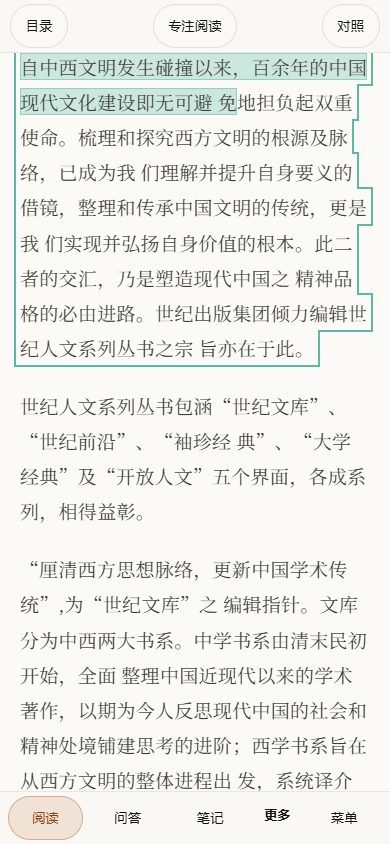 目录 专注阅读 对照
自中西文明发生碰撞以来，百余年的中国
现代文化建设即无可避 免地担负起双重
使命。梳理和探究西方文明的根源及脉
络，已成为我 们理解并提升自身要义的
借镜，整理和传承中国文明的传统，更是
我 们实现并弘扬自身价值的根本。此二
者的交汇，乃是塑造现代中国之 精神品
格的必由进路。世纪出版集团倾力编辑世
纪人文系列丛书之宗 旨亦在于此。
世纪人文系列丛书包涵“世纪文库”、
“世纪前沿”、“袖珍经 典”、“大学
经典”及“开放人文”五个界面，各成系
列，相得益彰。
“厘清西方思想脉络，更新中国学术传
统”,为“世纪文库”之 编辑指针。文库
分为中西两大书系。中学书系由清末民初
开始，全面 整理中国近现代以来的学术
著作，以期为今人反思现代中国的社会和
精神处境铺建思考的进阶；西学书系旨在
从西方文明的整体进程出 发，系统译介
阅读 问答 笔记 更多 菜单